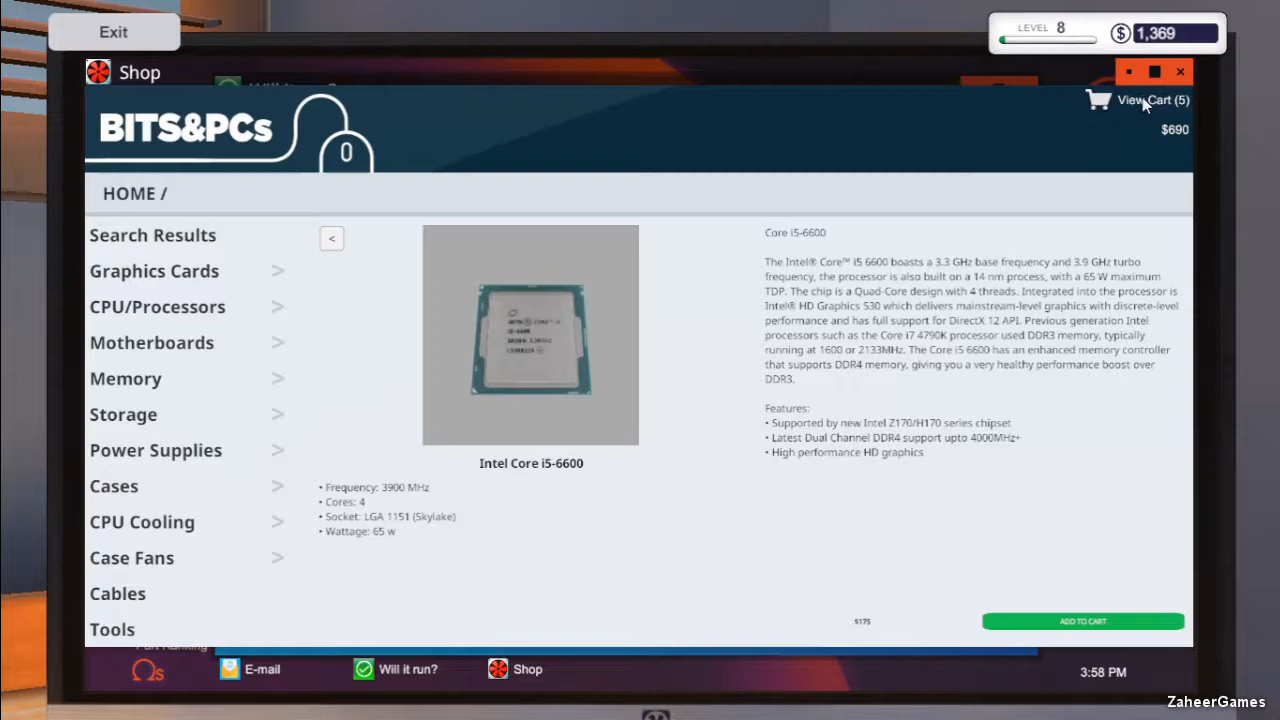 Exit
LEVEL 8
$ 1,369
Shop
View Cart (5)
$690
BITS&PCs
HOME /
Search Results
Graphics Cards >
CPU/Processors >
Motherboards >
Memory >
Storage >
Power Supplies >
Cases >
CPU Cooling >
Case Fans >
Cables
Tools
<
Intel Core i5-6600
• Frequency: 3900 MHz
• Cores: 4
• Socket: LGA 1151 (Skylake)
• Wattage: 65 w
Core i5-6600
The Intel® Core™ i5 6600 boasts a 3.3 GHz base frequency and 3.9 GHz turbo
frequency, the processor is also built on a 14 nm process, with a 65 W maximum
TDP. The chip is a Quad-Core design with 4 threads. Integrated into the processor is
Intel® HD Graphics 530 which delivers mainstream-level graphics with discrete-level
performance and has full support for DirectX 12 API. Previous generation Intel
processors such as the Core i7 4790K processor used DDR3 memory, typically
running at 1600 or 2133MHz. The Core i5 6600 has an enhanced memory controller
that supports DDR4 memory, giving you a very healthy performance boost over
DDR3.
Features:
• Supported by new Intel Z170/H170 series chipset
• Latest Dual Channel DDR4 support upto 4000MHz+
• High performance HD graphics
$175
ADD TO CART
E-mail
Will it run?
Shop
3:58 PM
ZaheerGames